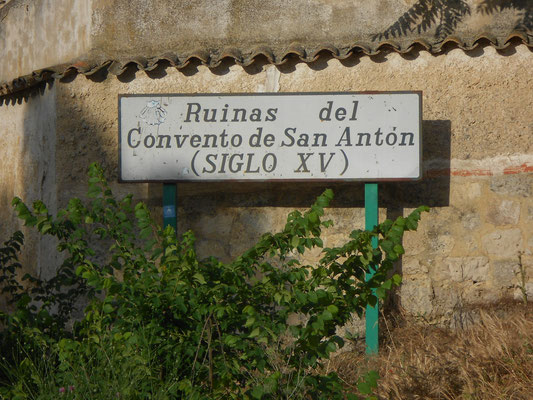 Ruinas del
Convento de San Antón
(SIGLO XV)